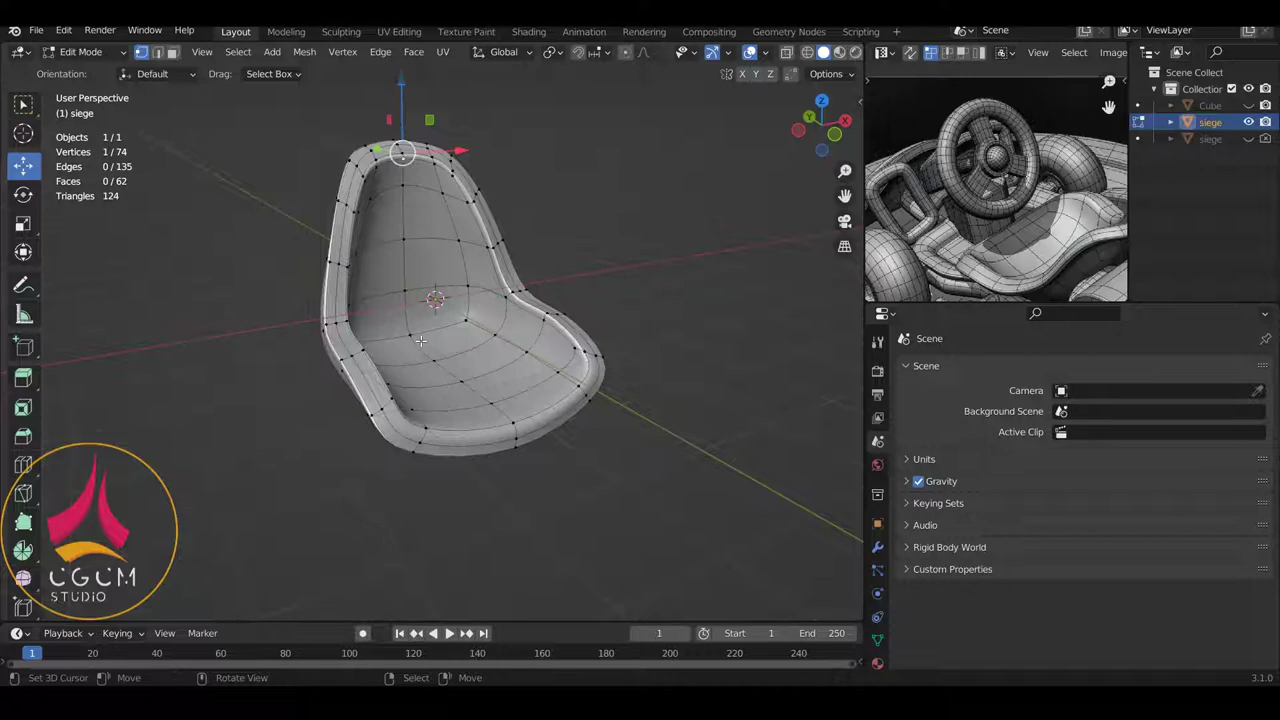 File Edit Render Window Help Layout Modeling Sculpting UV Editing Texture Paint Shading Animation Rendering Compositing Geometry Nodes Scripting Scene ViewLayer
Edit Mode View Select Add Mesh Vertex Edge Face UV Global View Select Image
Orientation: Default Drag: Select Box X Y Z Options
User Perspective
(1) siege
Objects 1 / 1
Vertices 1 / 74
Edges 0 / 135
Faces 0 / 62
Triangles 124
Z
Y
X
Scene Collect
Collection
Cube
siege
siege
Scene
Scene
Camera
Background Scene
Active Clip
Units
Gravity
Keying Sets
Audio
Rigid Body World
Custom Properties
CGCM
STUDIO
Playback Keying View Marker 1 Start 1 End 250
1 20 40 60 80 100 120 140 160 180 200 220 240
Set 3D Cursor Move Rotate View Select Move 3.1.0